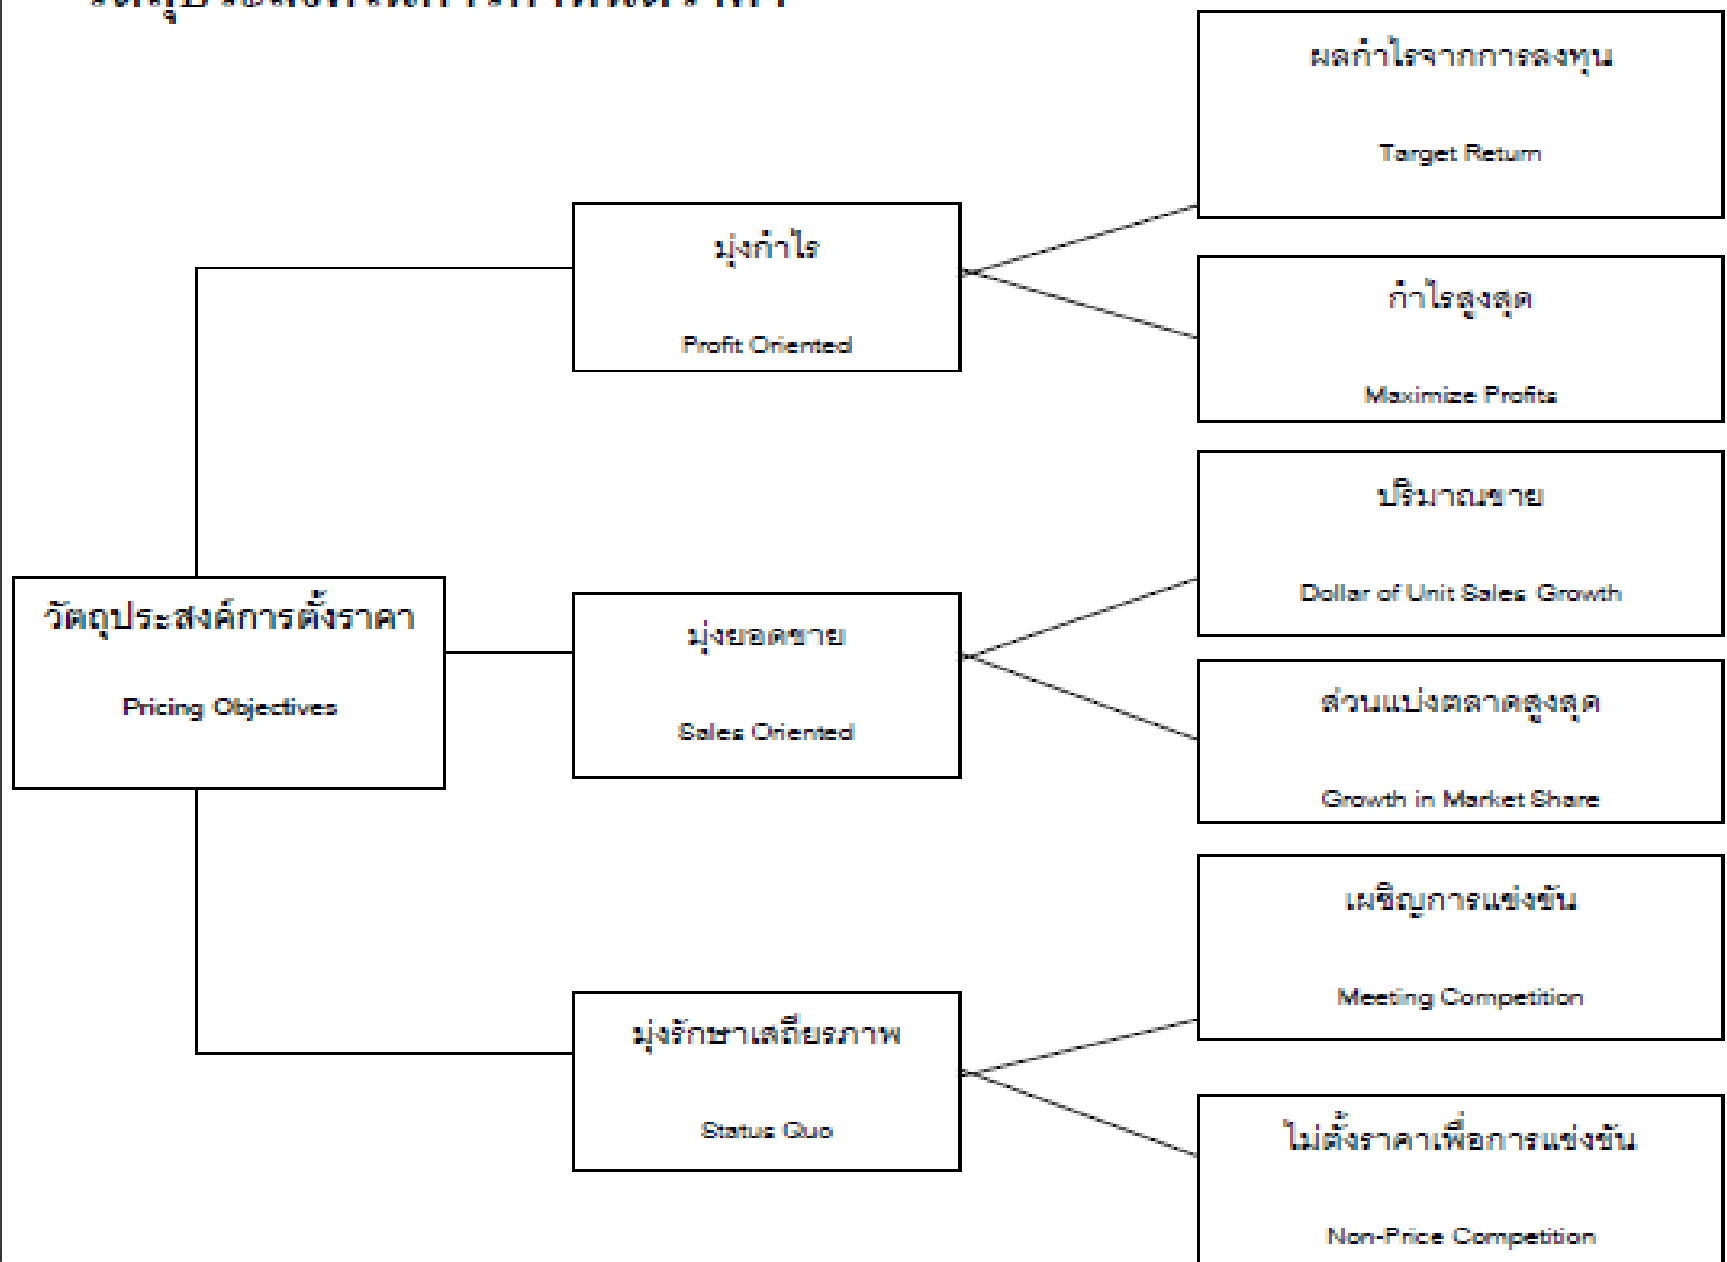 ผลกำไรจากการลงทุน
Target Return
มุ่งกำไร
Profit Oriented
กำไรสูงสุด
Maximize Profits
ปริมาณขาย
Dollar of Unit Sales Growth
วัตถุประสงค์การตั้งราคา
Pricing Objectives
มุ่งยอดขาย
Sales Oriented
ส่วนแบ่งตลาดสูงสุด
Growth in Market Share
เผชิญการแข่งขัน
Meeting Competition
มุ่งรักษาเสถียรภาพ
Status Quo
ไม่ตั้งราคาเพื่อการแข่งขัน
Non-Price Competition